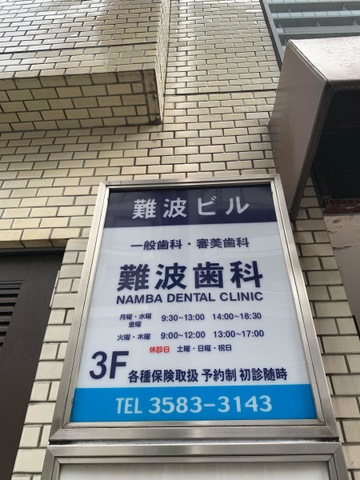 難波ビル
一般歯科・審美歯科
難波歯科
NAMBA DENTAL CLINIC
月曜・水曜 金曜 9:30~13:00 14:00~18:30
火曜・木曜 9:00~12:00 13:00~17:00
休診日 土曜・日曜・祝日
3F 各種保険取扱 予約制 初診随時
TEL 3583-3143